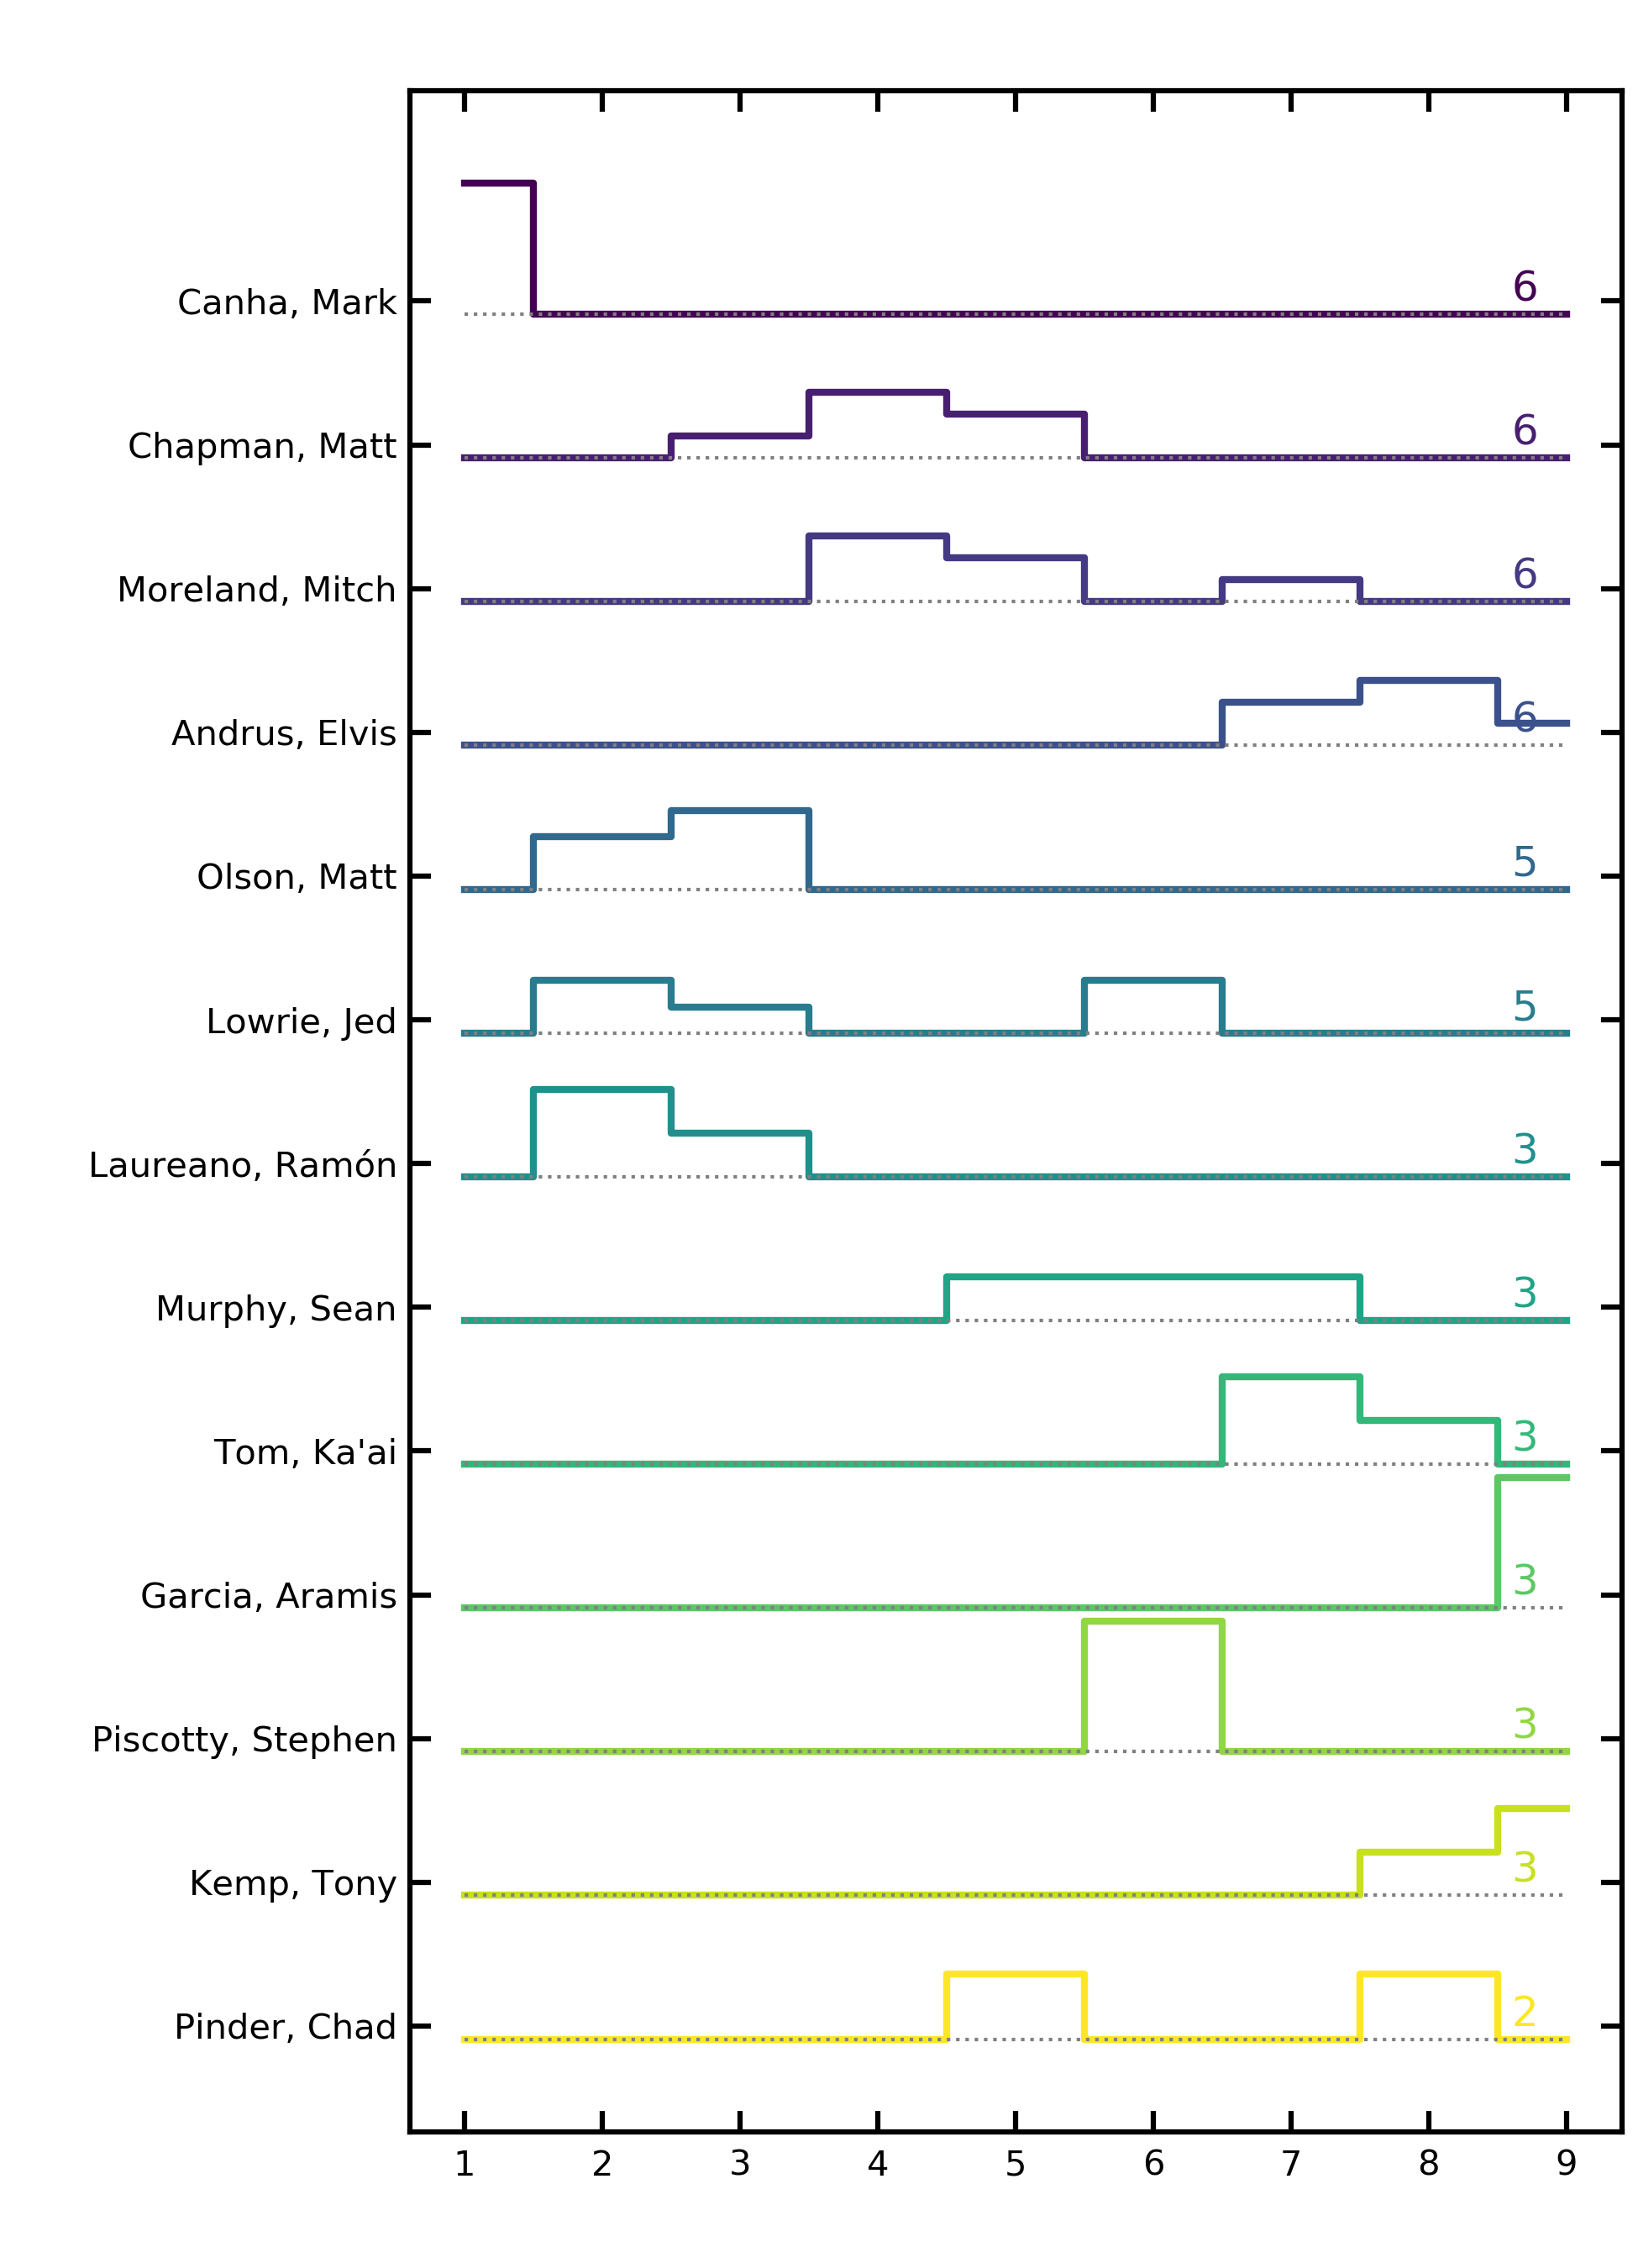 Canha, Mark 6
Chapman, Matt 6
Moreland, Mitch 6
Andrus, Elvis 6
Olson, Matt 5
Lowrie, Jed 5
Laureano, Ramón 3
Murphy, Sean 3
Tom, Ka'ai 3
Garcia, Aramis 3
Piscotty, Stephen 3
Kemp, Tony 3
Pinder, Chad 2
1 2 3 4 5 6 7 8 9